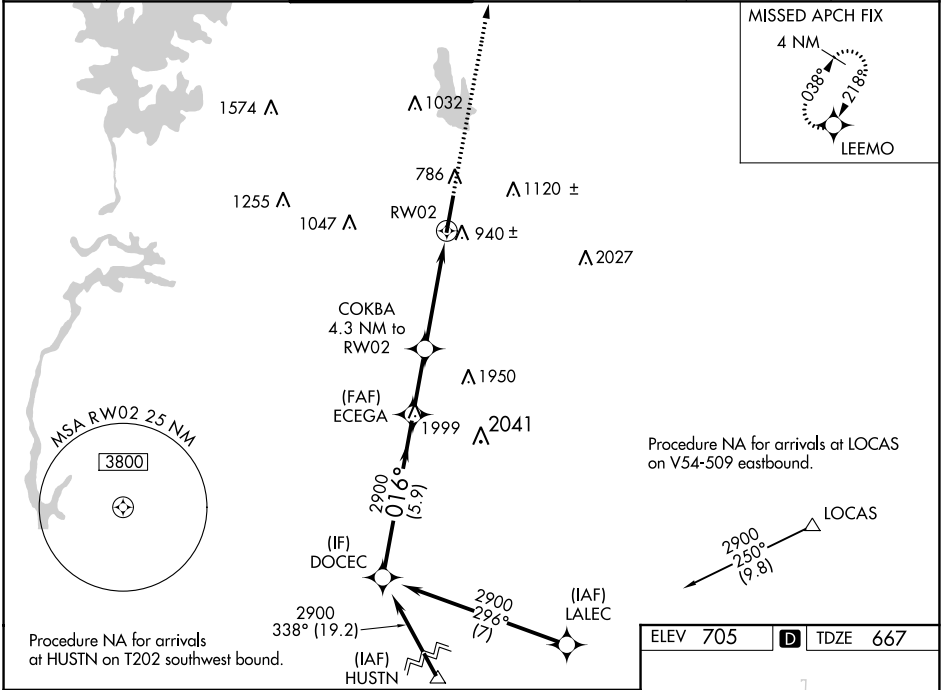 MISSED APCH FIX
4 NM
038°
218°
LEEMO
1574
1032
786
1120 ±
1255
1047
RW02
940 ±
2027
COKBA
4.3 NM to
RW02
1950
(FAF)
ECEGA
1999
2041
MSA RW02 25 NM
3800
Procedure NA for arrivals at LOCAS
on V54-509 eastbound.
2900
016°
(5.9)
LOCAS
2900
250°
(9.8)
(IF)
DOCEC
2900
296°
(7)
(IAF)
LALEC
2900
338° (19.2)
(IAF)
HUSTN
Procedure NA for arrivals
at HUSTN on T202 southwest bound.
ELEV 705 D TDZE 667